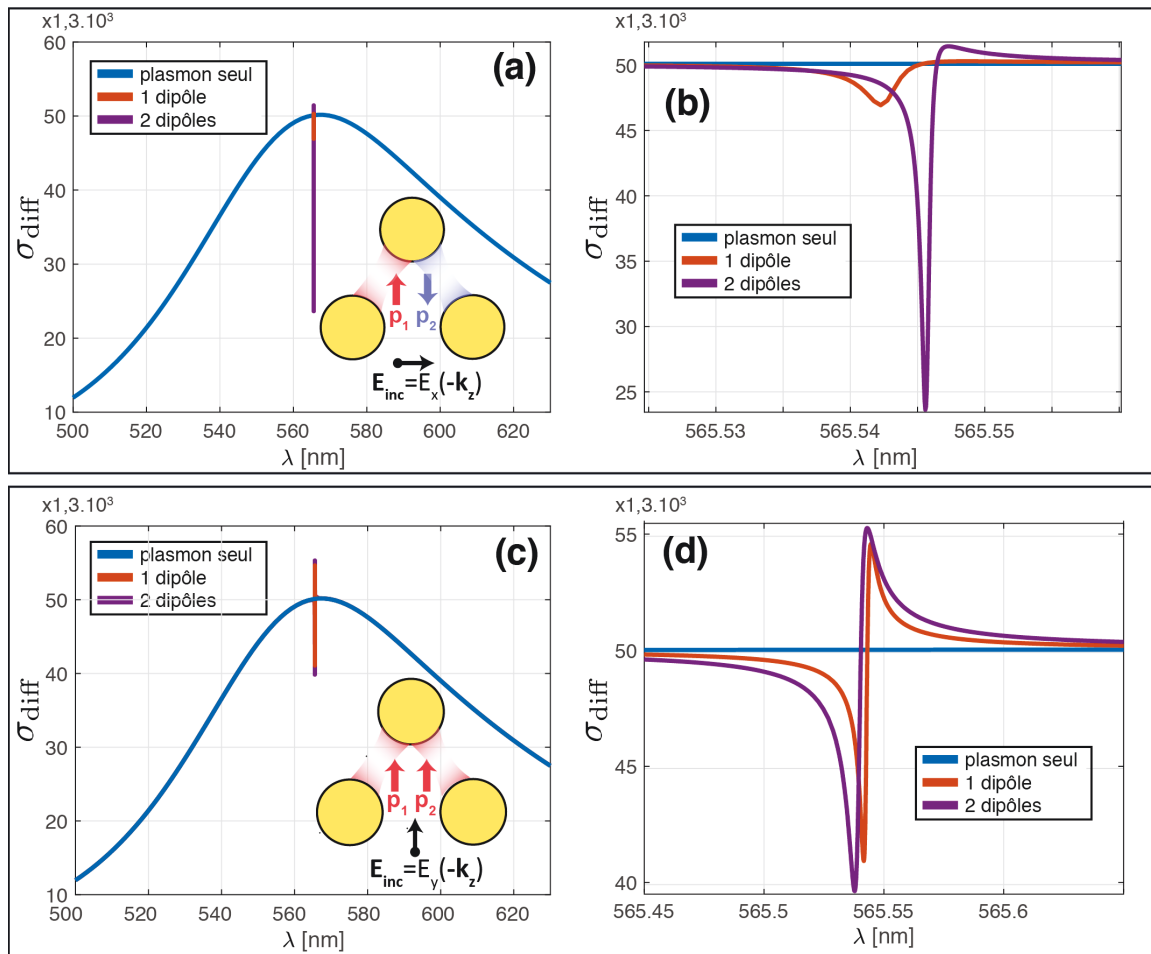 x1,3.10³
(a)
plasmon seul
1 dipôle
2 dipôles
60
50
40
30
20
10
σdiff
p₁ p₂
Einc=Ex(-kz)
500 520 540 560 580 600 620
λ [nm]
x1,3.10³
(b)
50
45
40
35
30
25
σdiff
plasmon seul
1 dipôle
2 dipôles
565.53 565.54 565.55
λ [nm]
x1,3.10³
(c)
plasmon seul
1 dipôle
2 dipôles
60
50
40
30
20
10
σdiff
p₁ p₂
Einc=Ey(-kz)
500 520 540 560 580 600 620
λ [nm]
x1,3.10³
(d)
55
50
45
40
σdiff
plasmon seul
1 dipôle
2 dipôles
565.45 565.5 565.55 565.6
λ [nm]